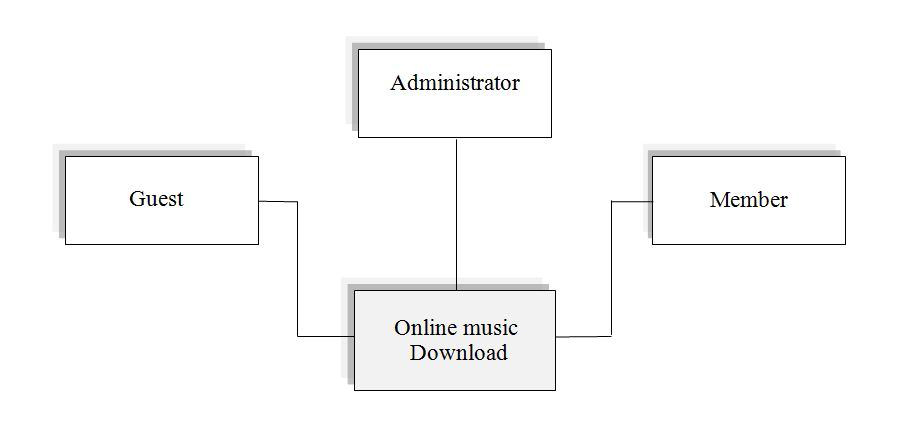 Administrator
Guest
Member
Online music
Download